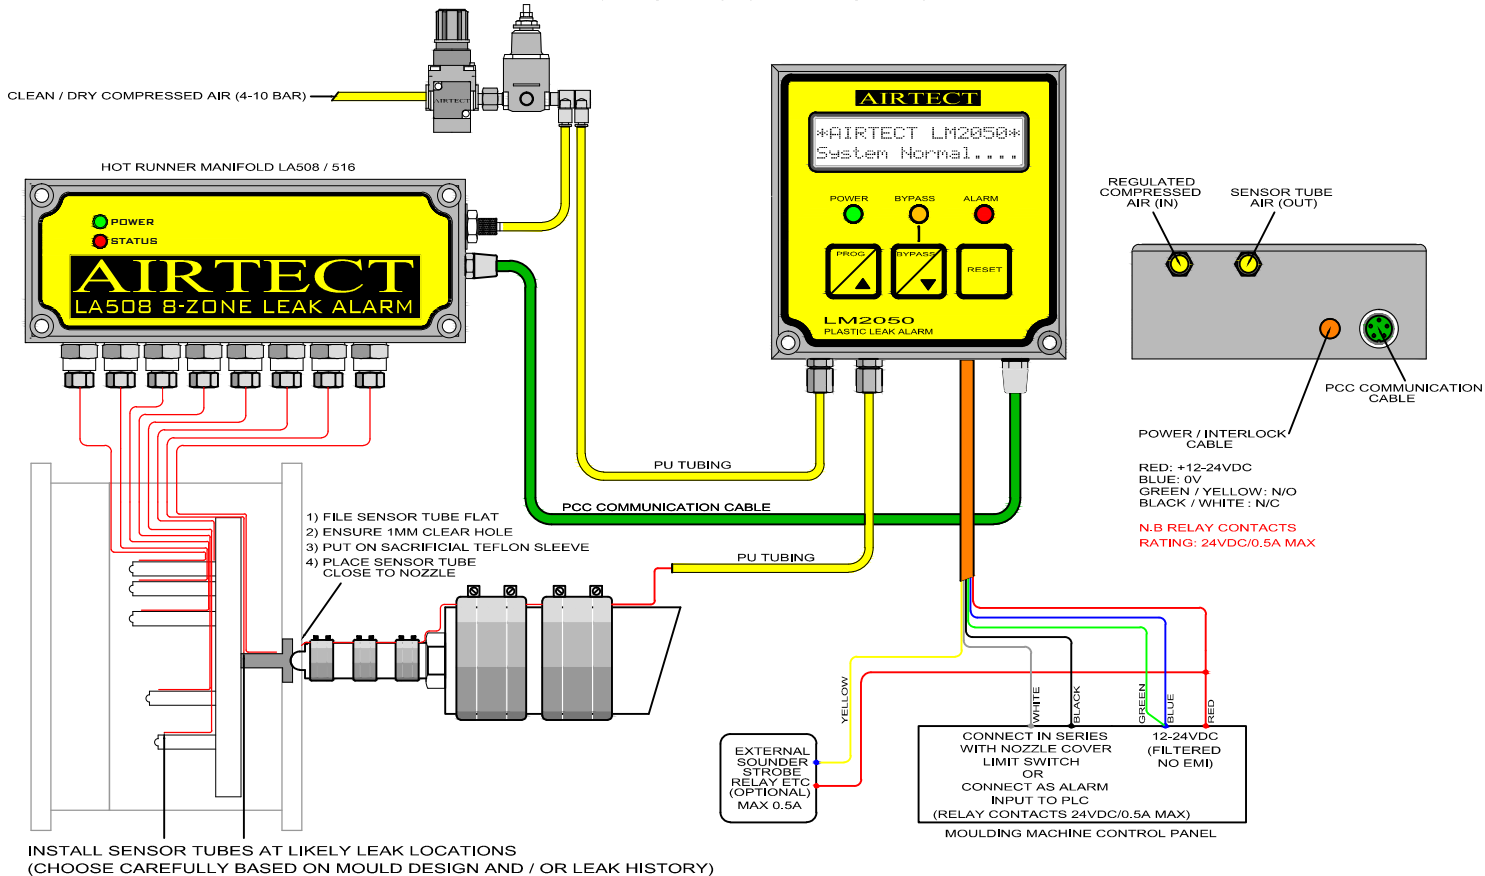 CLEAN / DRY COMPRESSED AIR (4-10 BAR)
AIRTECT
HOT RUNNER MANIFOLD LA508 / 516
POWER
STATUS
AIRTECT
LA508 8-ZONE LEAK ALARM
AIRTECT
*AIRTECT LM2050*
System Normal....
POWER
BYPASS
ALARM
PROG
BYPASS
RESET
LM2050
PLASTIC LEAK ALARM
REGULATED
COMPRESSED
AIR (IN)
SENSOR TUBE
AIR (OUT)
PCC COMMUNICATION
CABLE
POWER / INTERLOCK
CABLE
RED: +12-24VDC
BLUE: 0V
GREEN / YELLOW: N/O
BLACK / WHITE: N/C
N.B RELAY CONTACTS
RATING: 24VDC/0.5A MAX
PU TUBING
PCC COMMUNICATION CABLE
PU TUBING
1) FILE SENSOR TUBE FLAT
2) ENSURE 1MM CLEAR HOLE
3) PUT ON SACRIFICIAL TEFLON SLEEVE
4) PLACE SENSOR TUBE
CLOSE TO NOZZLE
YELLOW
WHITE
BLACK
GREEN
BLUE
RED
EXTERNAL
SOUNDER
STROBE
RELAY ETC
(OPTIONAL)
MAX 0.5A
CONNECT IN SERIES
WITH NOZZLE COVER
LIMIT SWITCH
OR
CONNECT AS ALARM
INPUT TO PLC
(RELAY CONTACTS 24VDC/0.5A MAX)
12-24VDC
(FILTERED
NO EMI)
MOULDING MACHINE CONTROL PANEL
INSTALL SENSOR TUBES AT LIKELY LEAK LOCATIONS
(CHOOSE CAREFULLY BASED ON MOULD DESIGN AND / OR LEAK HISTORY)